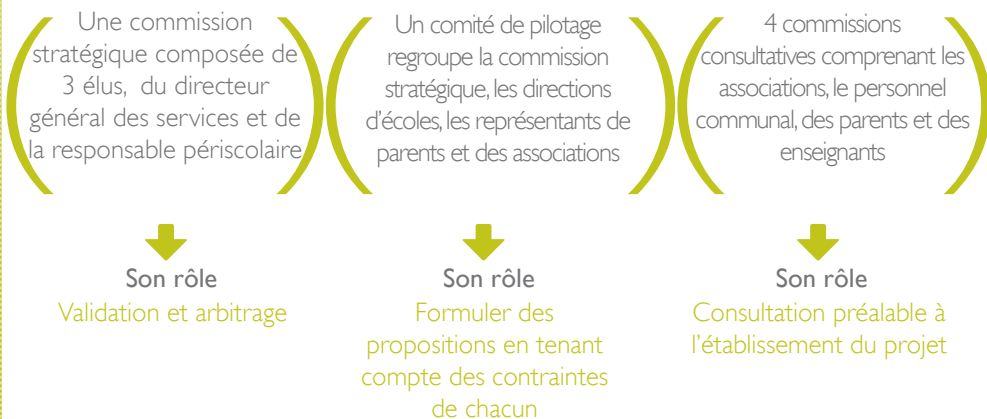 Une commission
stratégique composée de
3 élus, du directeur
général des services et de
la responsable périscolaire
Son rôle
Validation et arbitrage
Un comité de pilotage
regroupe la commission
stratégique, les directions
d'écoles, les représentants de
parents et des associations
Son rôle
Formuler des
propositions en tenant
compte des contraintes
de chacun
4 commissions
consultatives comprenant les
associations, le personnel
communal, des parents et des
enseignants
Son rôle
Consultation préalable à
l'établissement du projet